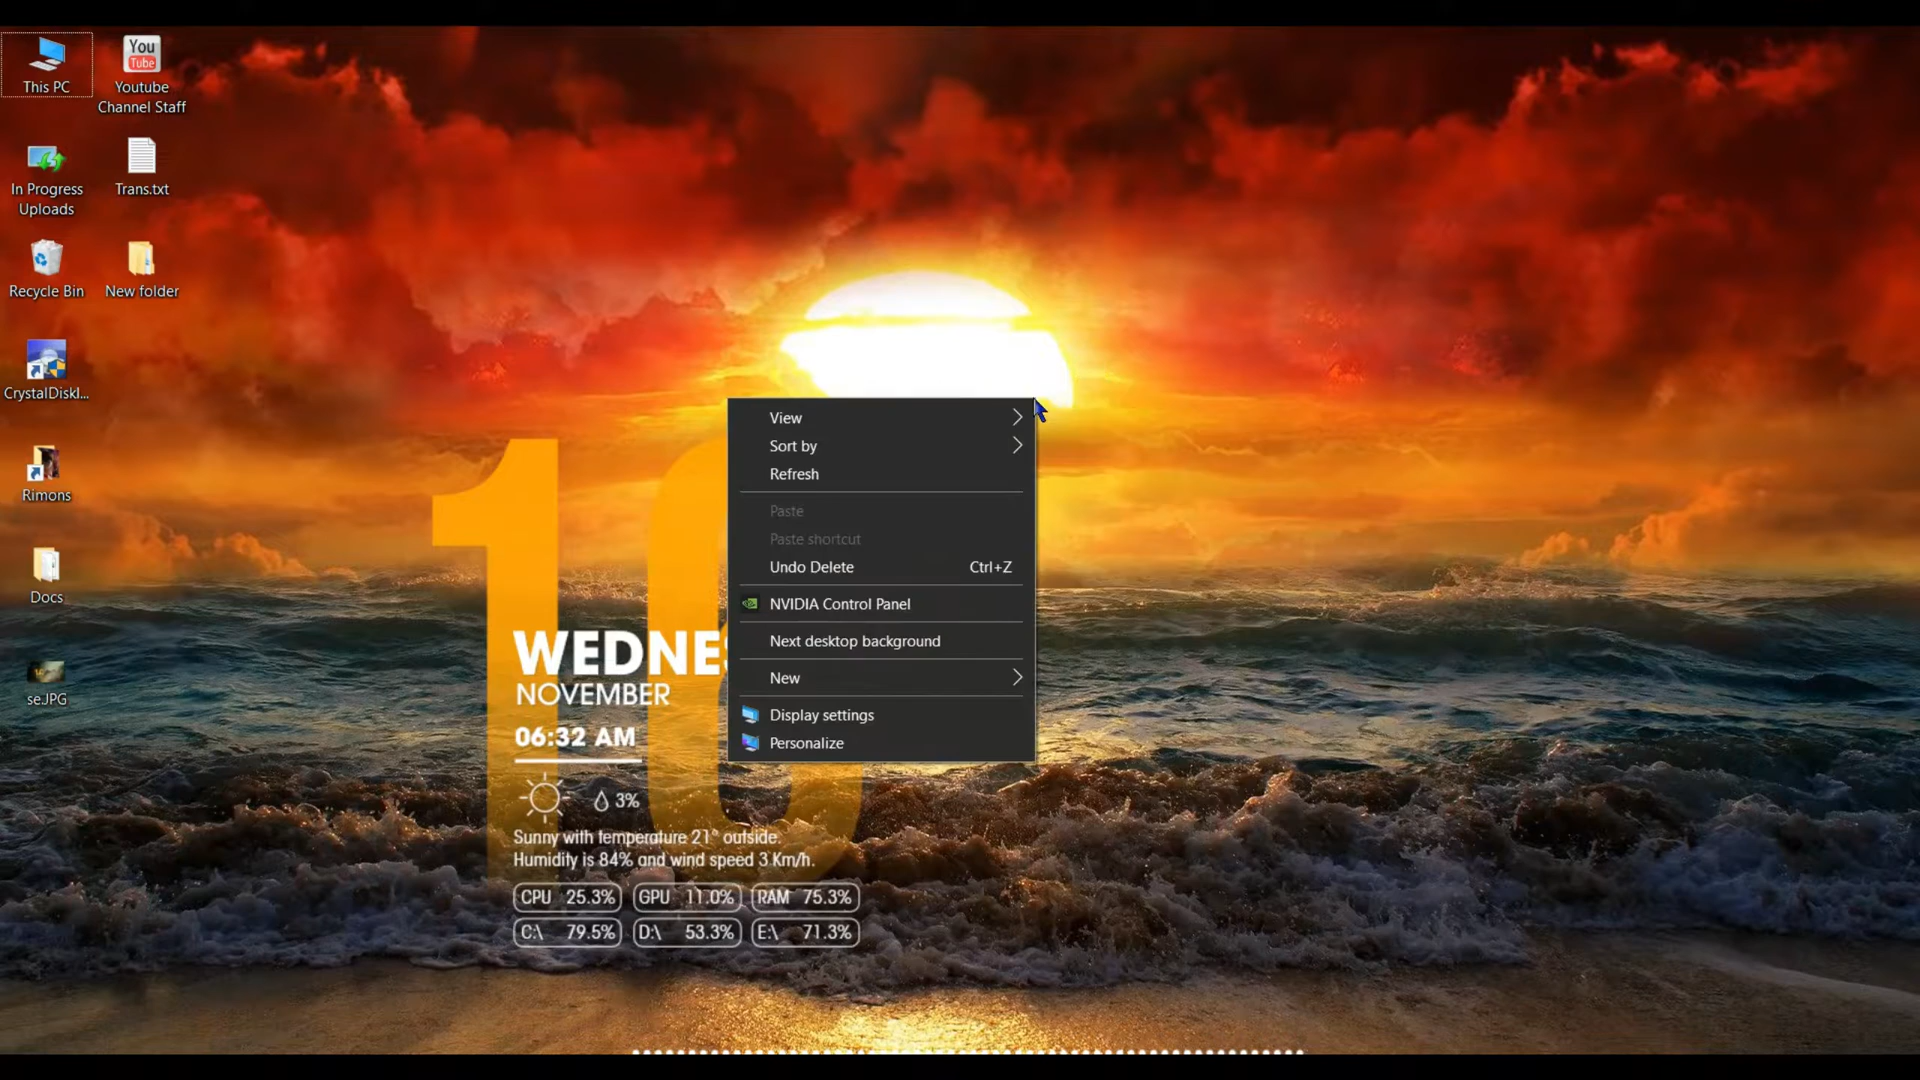 This PC
You
Tube
Youtube
Channel Staff
In Progress
Uploads
Trans.txt
Recycle Bin
New folder
CrystalDiskI...
Rimons
Docs
seJPG
View
Sort by
Refresh
Paste
Paste shortcut
Undo Delete Ctrl+Z
NVIDIA Control Panel
Next desktop background
New
Display settings
Personalize
WEDNES
NOVEMBER
06:32 AM
3%
Sunny with temperature 21° outside.
Humidity is 84% and wind speed 3 Km/h.
CPU 25.3% GPU 11.0% RAM 75.3%
C:\ 79.5% D:\ 53.3% E:\ 71.3%